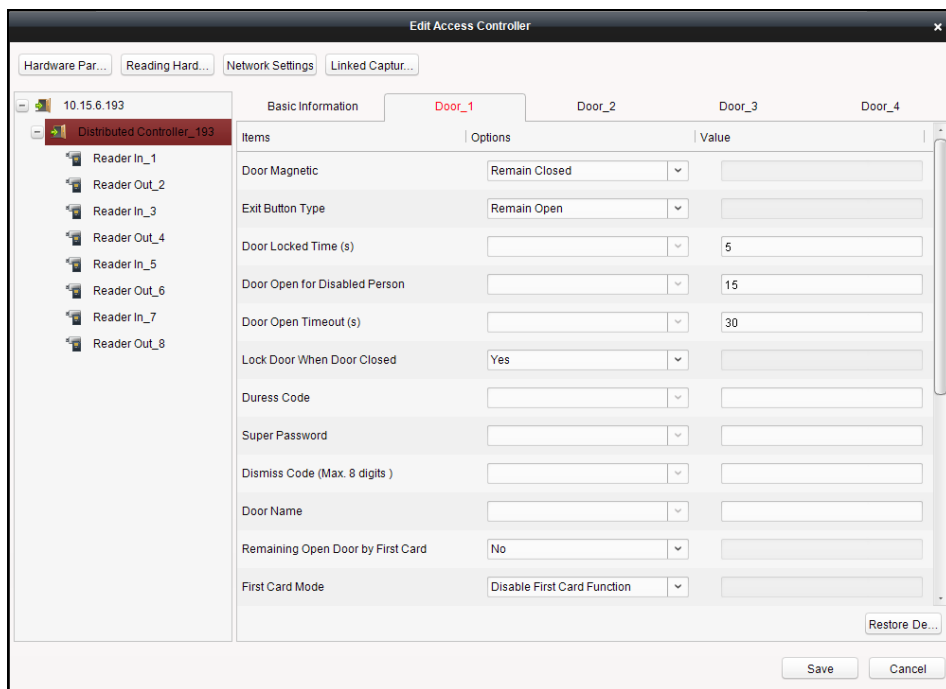 Edit Access Controller
Hardware Par... Reading Hard... Network Settings Linked Captur...
10.15.6.193
Distributed Controller_193
Reader In_1
Reader Out_2
Reader In_3
Reader Out_4
Reader In_5
Reader Out_6
Reader In_7
Reader Out_8
Basic Information Door_1 Door_2 Door_3 Door_4
Items Options Value
Door Magnetic Remain Closed
Exit Button Type Remain Open
Door Locked Time (s) 5
Door Open for Disabled Person 15
Door Open Timeout (s) 30
Lock Door When Door Closed Yes
Duress Code
Super Password
Dismiss Code (Max. 8 digits )
Door Name
Remaining Open Door by First Card No
First Card Mode Disable First Card Function
Restore De...
Save Cancel